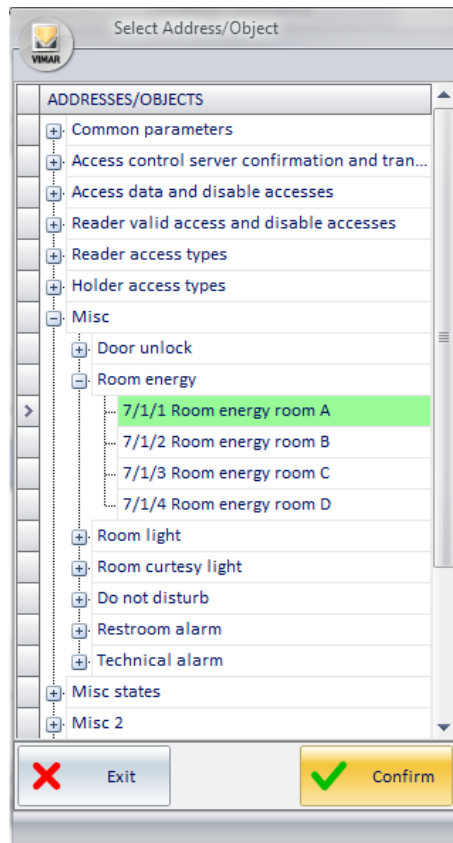 Select Address/Object
VIMAR
ADDRESSES/OBJECTS
Common parameters
Access control server confirmation and tran...
Access data and disable accesses
Reader valid access and disable accesses
Reader access types
Holder access types
Misc
Door unlock
Room energy
7/1/1 Room energy room A
7/1/2 Room energy room B
7/1/3 Room energy room C
7/1/4 Room energy room D
Room light
Room curtesy light
Do not disturb
Restroom alarm
Technical alarm
Misc states
Misc 2
Exit
Confirm